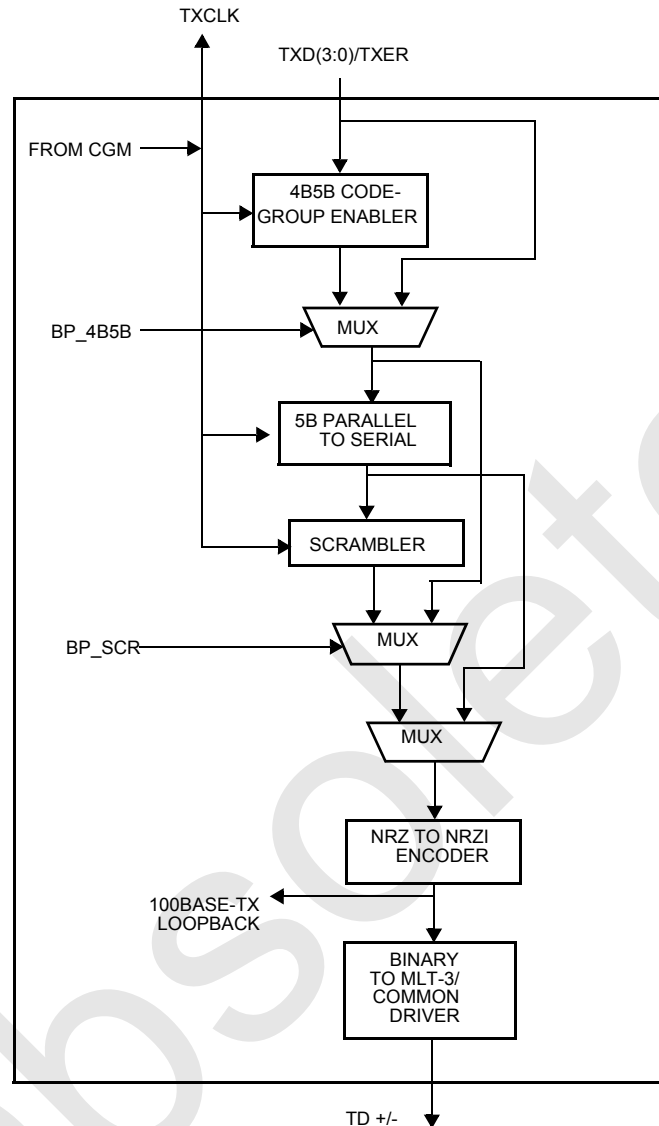 TXCLK
TXD(3:0)/TXER
FROM CGM
4B5B CODE-
GROUP ENABLER
BP_4B5B
MUX
5B PARALLEL
TO SERIAL
SCRAMBLER
BP_SCR
MUX
MUX
NRZ TO NRZI
ENCODER
100BASE-TX
LOOPBACK
BINARY
TO MLT-3/
COMMON
DRIVER
TD +/-
obsolete